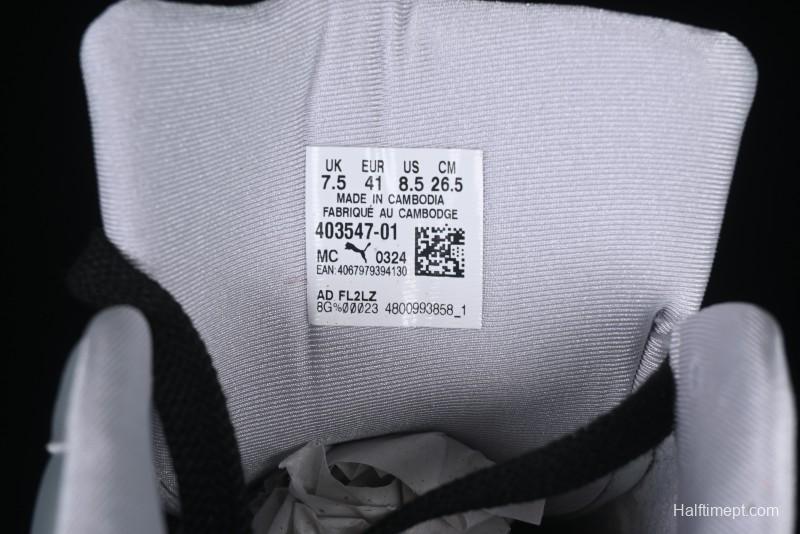 UK EUR US CM
7.5 41 8.5 26.5
MADE IN CAMBODIA
FABRIQUÉ AU CAMBODGE
403547-01
MC 0324
EAN: 4067979394130
AD FL2LZ
8G%00023 4800993858_1
Halftimept.com